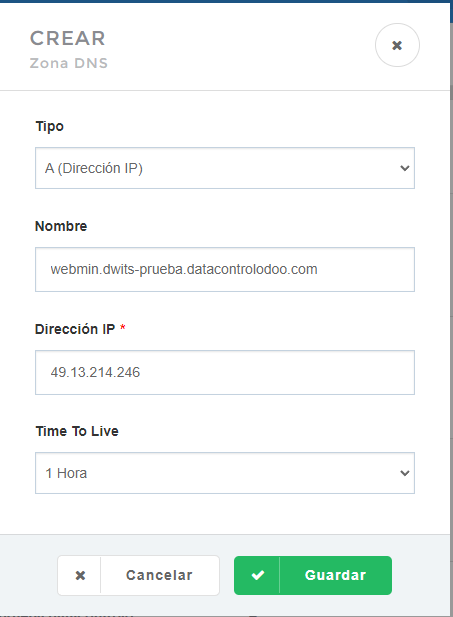 CREAR
Zona DNS
Tipo
A (Dirección IP)
Nombre
webmin.dwits-prueba.datacontrolodoo.com
Dirección IP *
49.13.214.246
Time To Live
1 Hora
Cancelar
Guardar